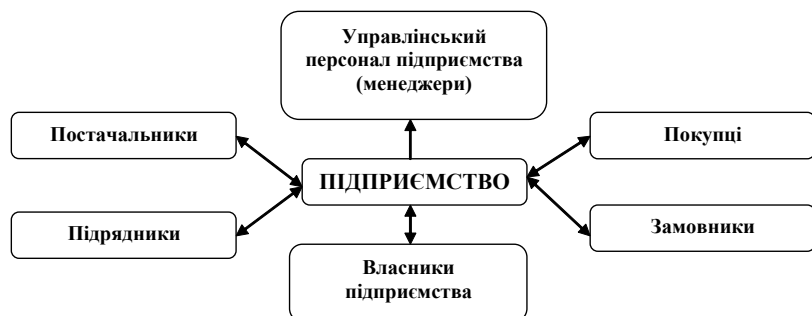 Управлінський
персонал підприємства
(менеджери)
Постачальники
Покупці
ПІДПРИЄМСТВО
Підрядники
Замовники
Власники
підприємства